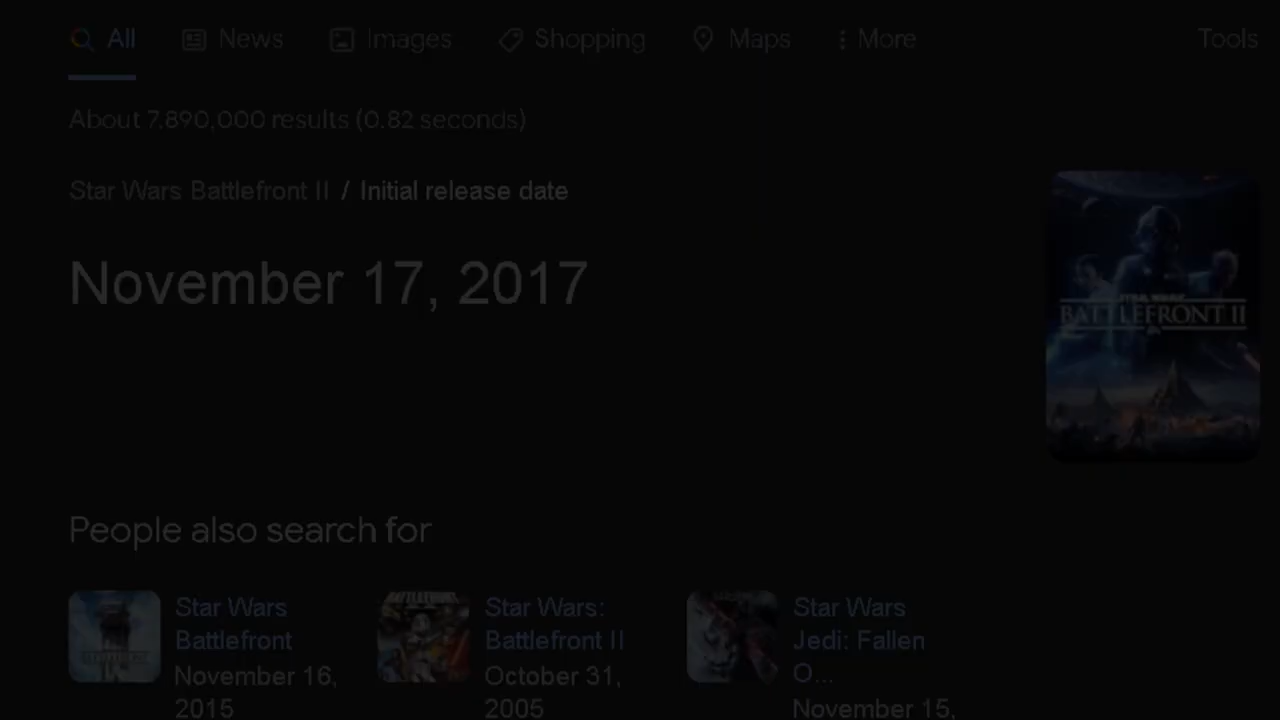 All News Images Shopping Maps More Tools
About 7,890,000 results (0.82 seconds)
Star Wars Battlefront II / Initial release date
November 17, 2017
STAR WARS
BATTLEFRONT II
People also search for
Star Wars Battlefront
November 16, 2015
Star Wars: Battlefront II
October 31, 2005
Star Wars Jedi: Fallen O...
November 15,